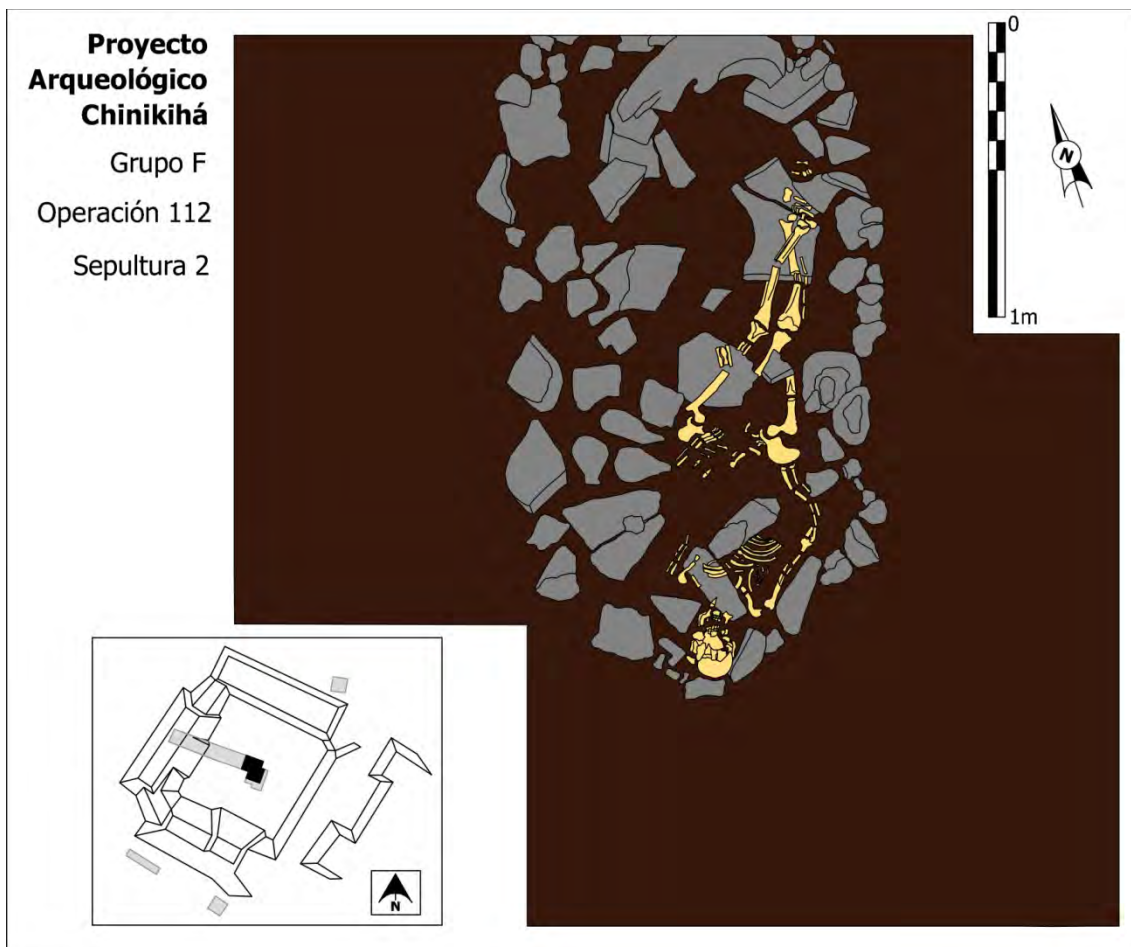 Proyecto
Arqueológico
Chinikihá
Grupo F
Operación 112
Sepultura 2
0
N
1m
N